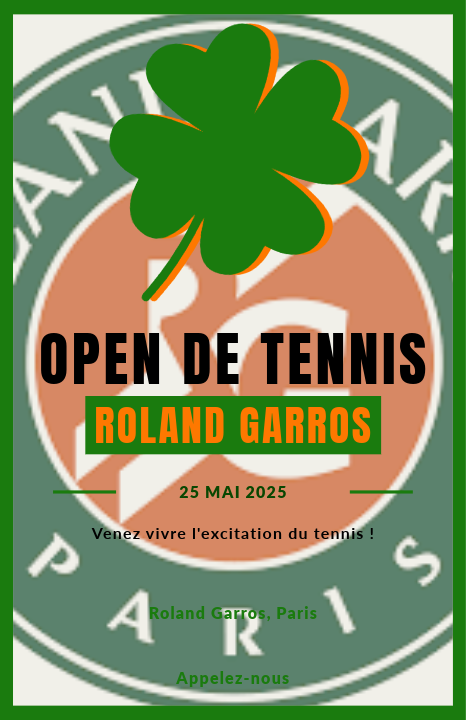 OPEN DE TENNIS
ROLAND GARROS
25 MAI 2025
Venez vivre l'excitation du tennis !
PARIS
Roland Garros, Paris
Appelez-nous